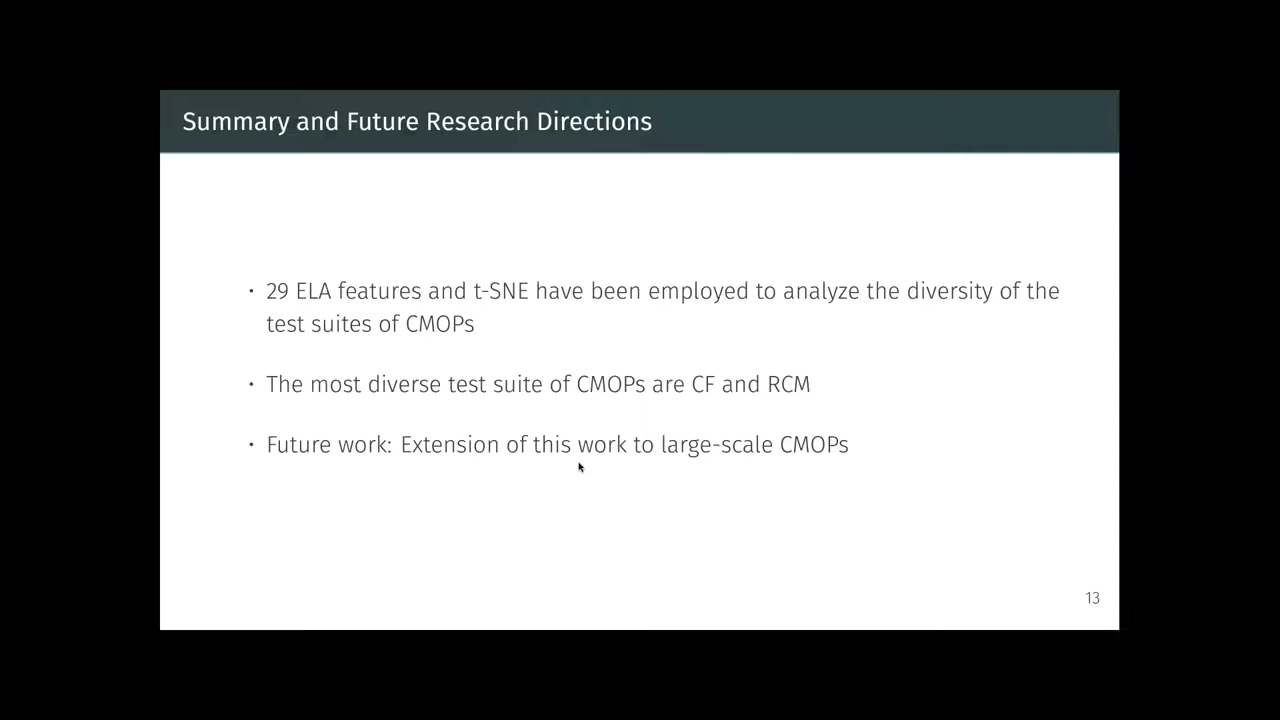 Summary and Future Research Directions
· 29 ELA features and t-SNE have been employed to analyze the diversity of the
test suites of CMOPs
· The most diverse test suite of CMOPs are CF and RCM
· Future work: Extension of this work to large-scale CMOPs
13